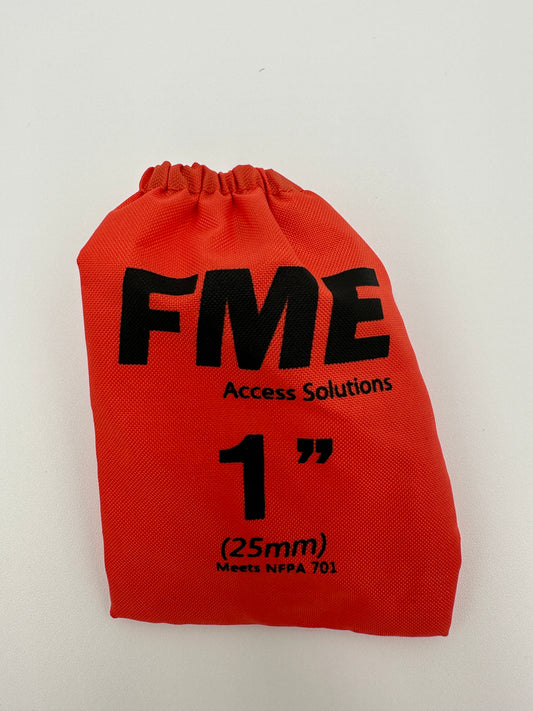 FME
Access Solutions
1”
(25mm)
Meets NFPA 701